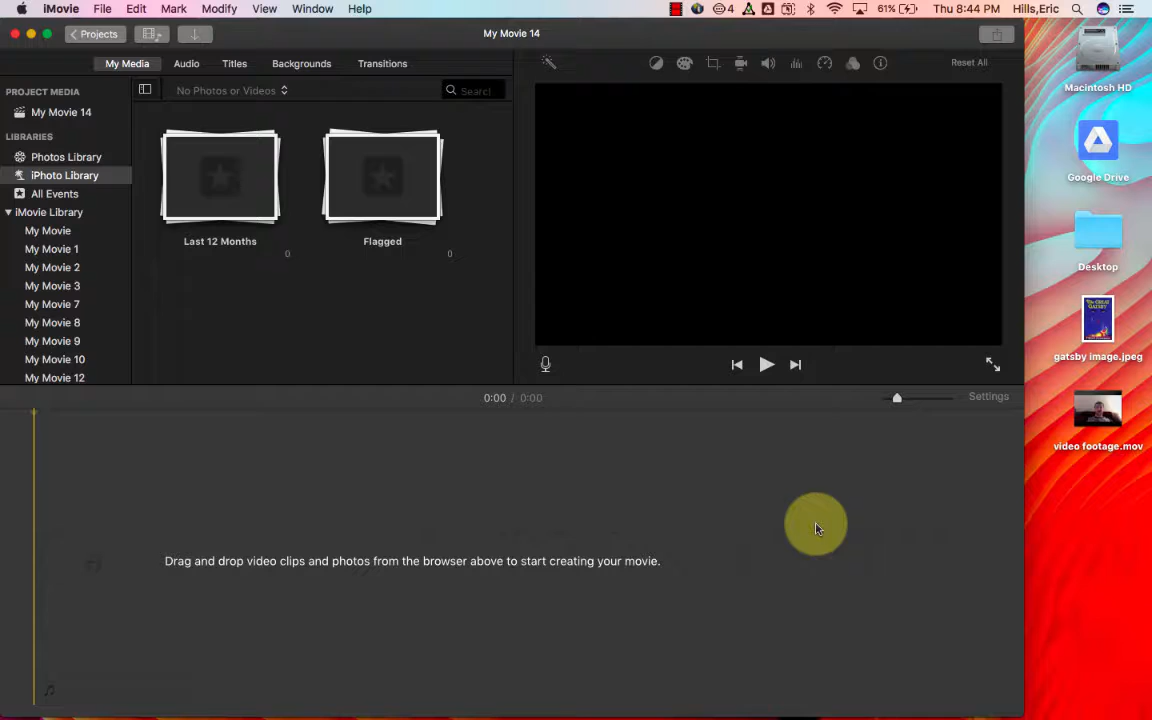 iMovie File Edit Mark Modify View Window Help 4 61% Thu 8:44 PM Hills,Eric
Projects My Movie 14
My Media Audio Titles Backgrounds Transitions Reset All
PROJECT MEDIA
My Movie 14
LIBRARIES
Photos Library
iPhoto Library
All Events
iMovie Library
My Movie
My Movie 1
My Movie 2
My Movie 3
My Movie 7
My Movie 8
My Movie 9
My Movie 10
My Movie 12
No Photos or Videos Search
Last 12 Months
0
Flagged
0
0:00 / 0:00 Settings
Drag and drop video clips and photos from the browser above to start creating your movie.
Macintosh HD
Google Drive
Desktop
gatsby image.jpeg
video footage.mov